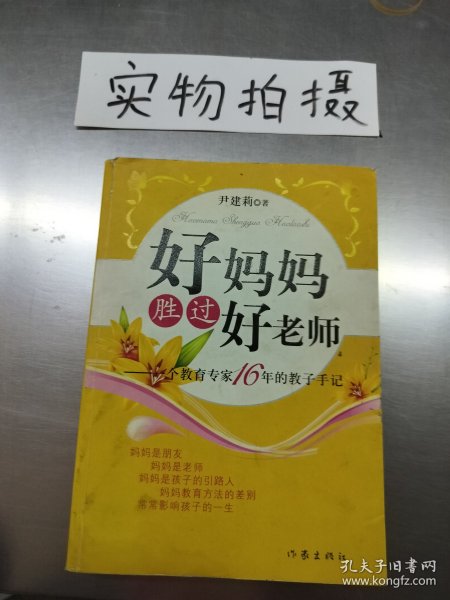 实物拍摄
尹建莉◎著
Haomama Shengguo Haolaoshi
好妈妈
胜过
好老师
——一个教育专家16年的教子手记
妈妈是朋友
妈妈是老师
妈妈是孩子的引路人
妈妈教育方法的差别
常常影响孩子的一生
作家出版社
孔夫子旧书网
www.kongfz.com